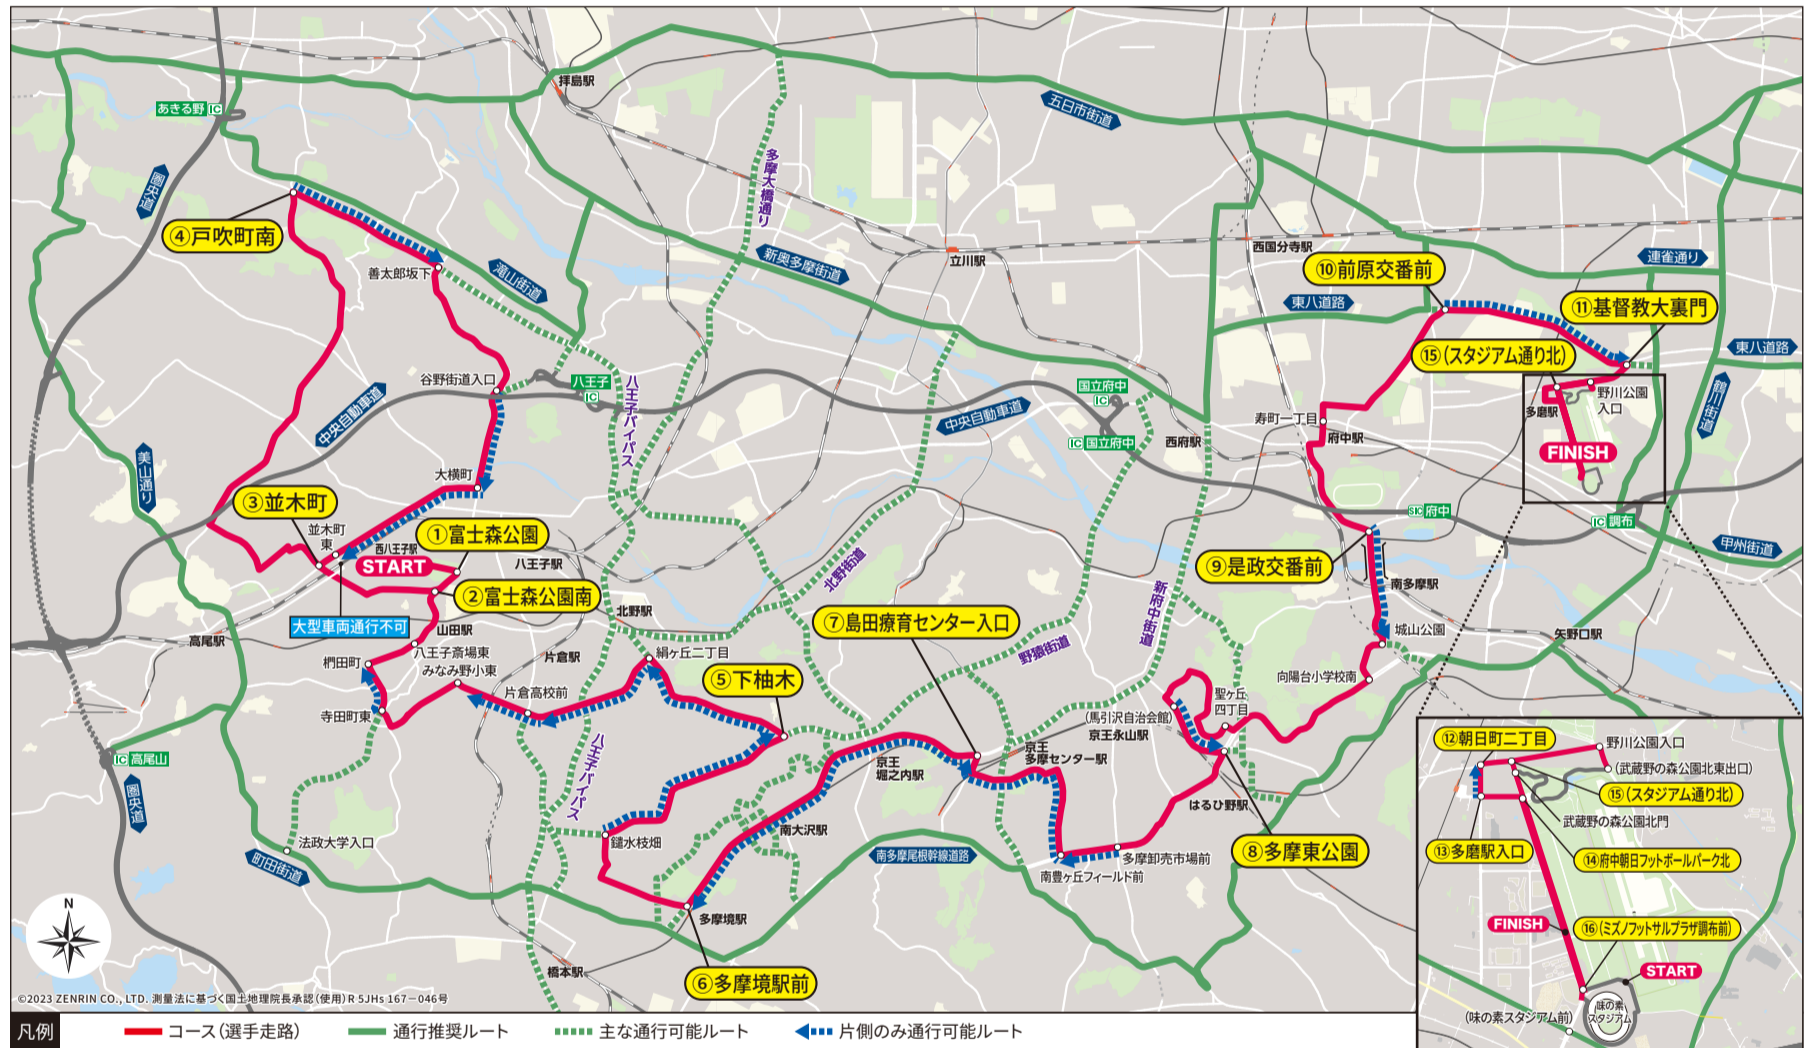 拝島駅
あきる野 IC
五日市街道
圏央道
多摩大橋通り
④戸吹町南
善太郎坂下
滝山街道
新奥多摩街道
立川駅
西国分寺駅
連雀通り
⑩前原交番前
東八道路
⑪基督教大裏門
⑮(スタジアム通り北)
東八道路
谷野街道入口
八王子
IC
八王子バイパス
国立府中
IC
中央自動車道
中央自動車道
IC 国立府中
西府駅
寿町一丁目
府中駅
多磨駅
野川公園
入口
鶴川街道
FINISH
美山通り
大横町
③並木町
並木町
東
西八王子駅
①富士森公園
START
八王子駅
②富士森公園南
大型車両通行不可
SIC 府中
IC 調布
甲州街道
⑨是政交番前
南多摩駅
北野街道
新府中街道
北野駅
⑦島田療育センター入口
高尾駅
山田駅
八王子斎場東
椚田町
みなみ野小東
片倉駅
絹ヶ丘二丁目
野猿街道
城山公園
矢野口駅
⑤下柚木
片倉高校前
寺田町東
向陽台小学校南
聖ヶ丘
四丁目
(馬引沢自治会館)
京王永山駅
IC 高尾山
圏央道
八王子バイパス
京王
堀之内駅
京王
多摩センター駅
はるひ野駅
法政大学入口
町田街道
鑓水枝畑
南大沢駅
南多摩尾根幹線道路
多摩卸売市場前
南豊ヶ丘フィールド前
⑧多摩東公園
多摩境駅
⑥多摩境駅前
橋本駅
N
⑫朝日町二丁目
野川公園入口
(武蔵野の森公園北東出口)
⑮(スタジアム通り北)
武蔵野の森公園北門
⑬多磨駅入口
⑭府中朝日フットボールパーク北
FINISH
⑯(ミズノフットサルプラザ調布前)
START
味の素
スタジアム
(味の素スタジアム前)
©2023 ZENRIN CO., LTD. 測量法に基づく国土地理院長承認(使用)R 5JHs 167－046号
凡例
コース(選手走路)
通行推奨ルート
主な通行可能ルート
片側のみ通行可能ルート